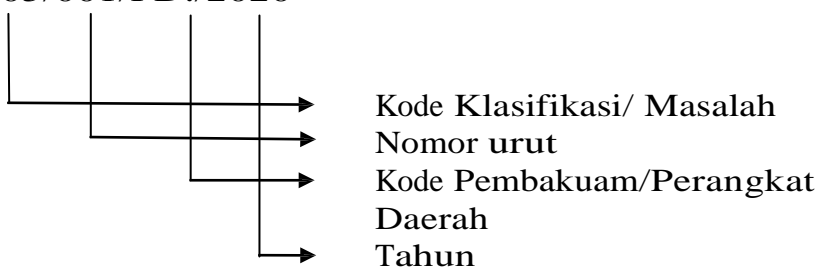 Kode Klasifikasi/ Masalah
Nomor urut
Kode Pembakuam/Perangkat
Daerah
Tahun